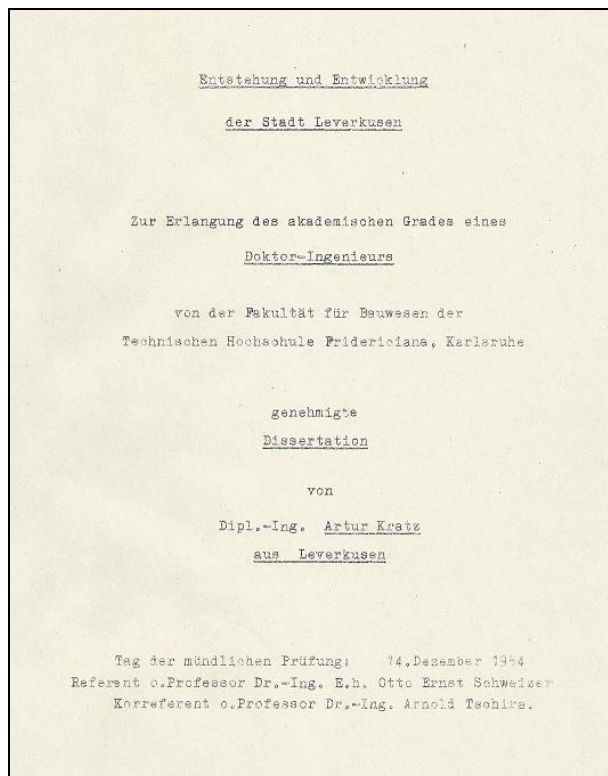 Entstehung und Entwicklung
der Stadt Leverkusen
Zur Erlangung des akademischen Grades eines
Doktor-Ingenieurs
von der Fakultät für Bauwesen der
Technischen Hochschule Fridericiana, Karlsruhe
genehmigte
Dissertation
von
Dipl.-Ing. Artur Kratz
aus Leverkusen
Tag der mündlichen Prüfung: 14.Dezember 1954
Referent o.Professor Dr.-Ing. E.h. Otto Ernst Schweizer
Korreferent o.Professor Dr.-Ing. Arnold Tschira.